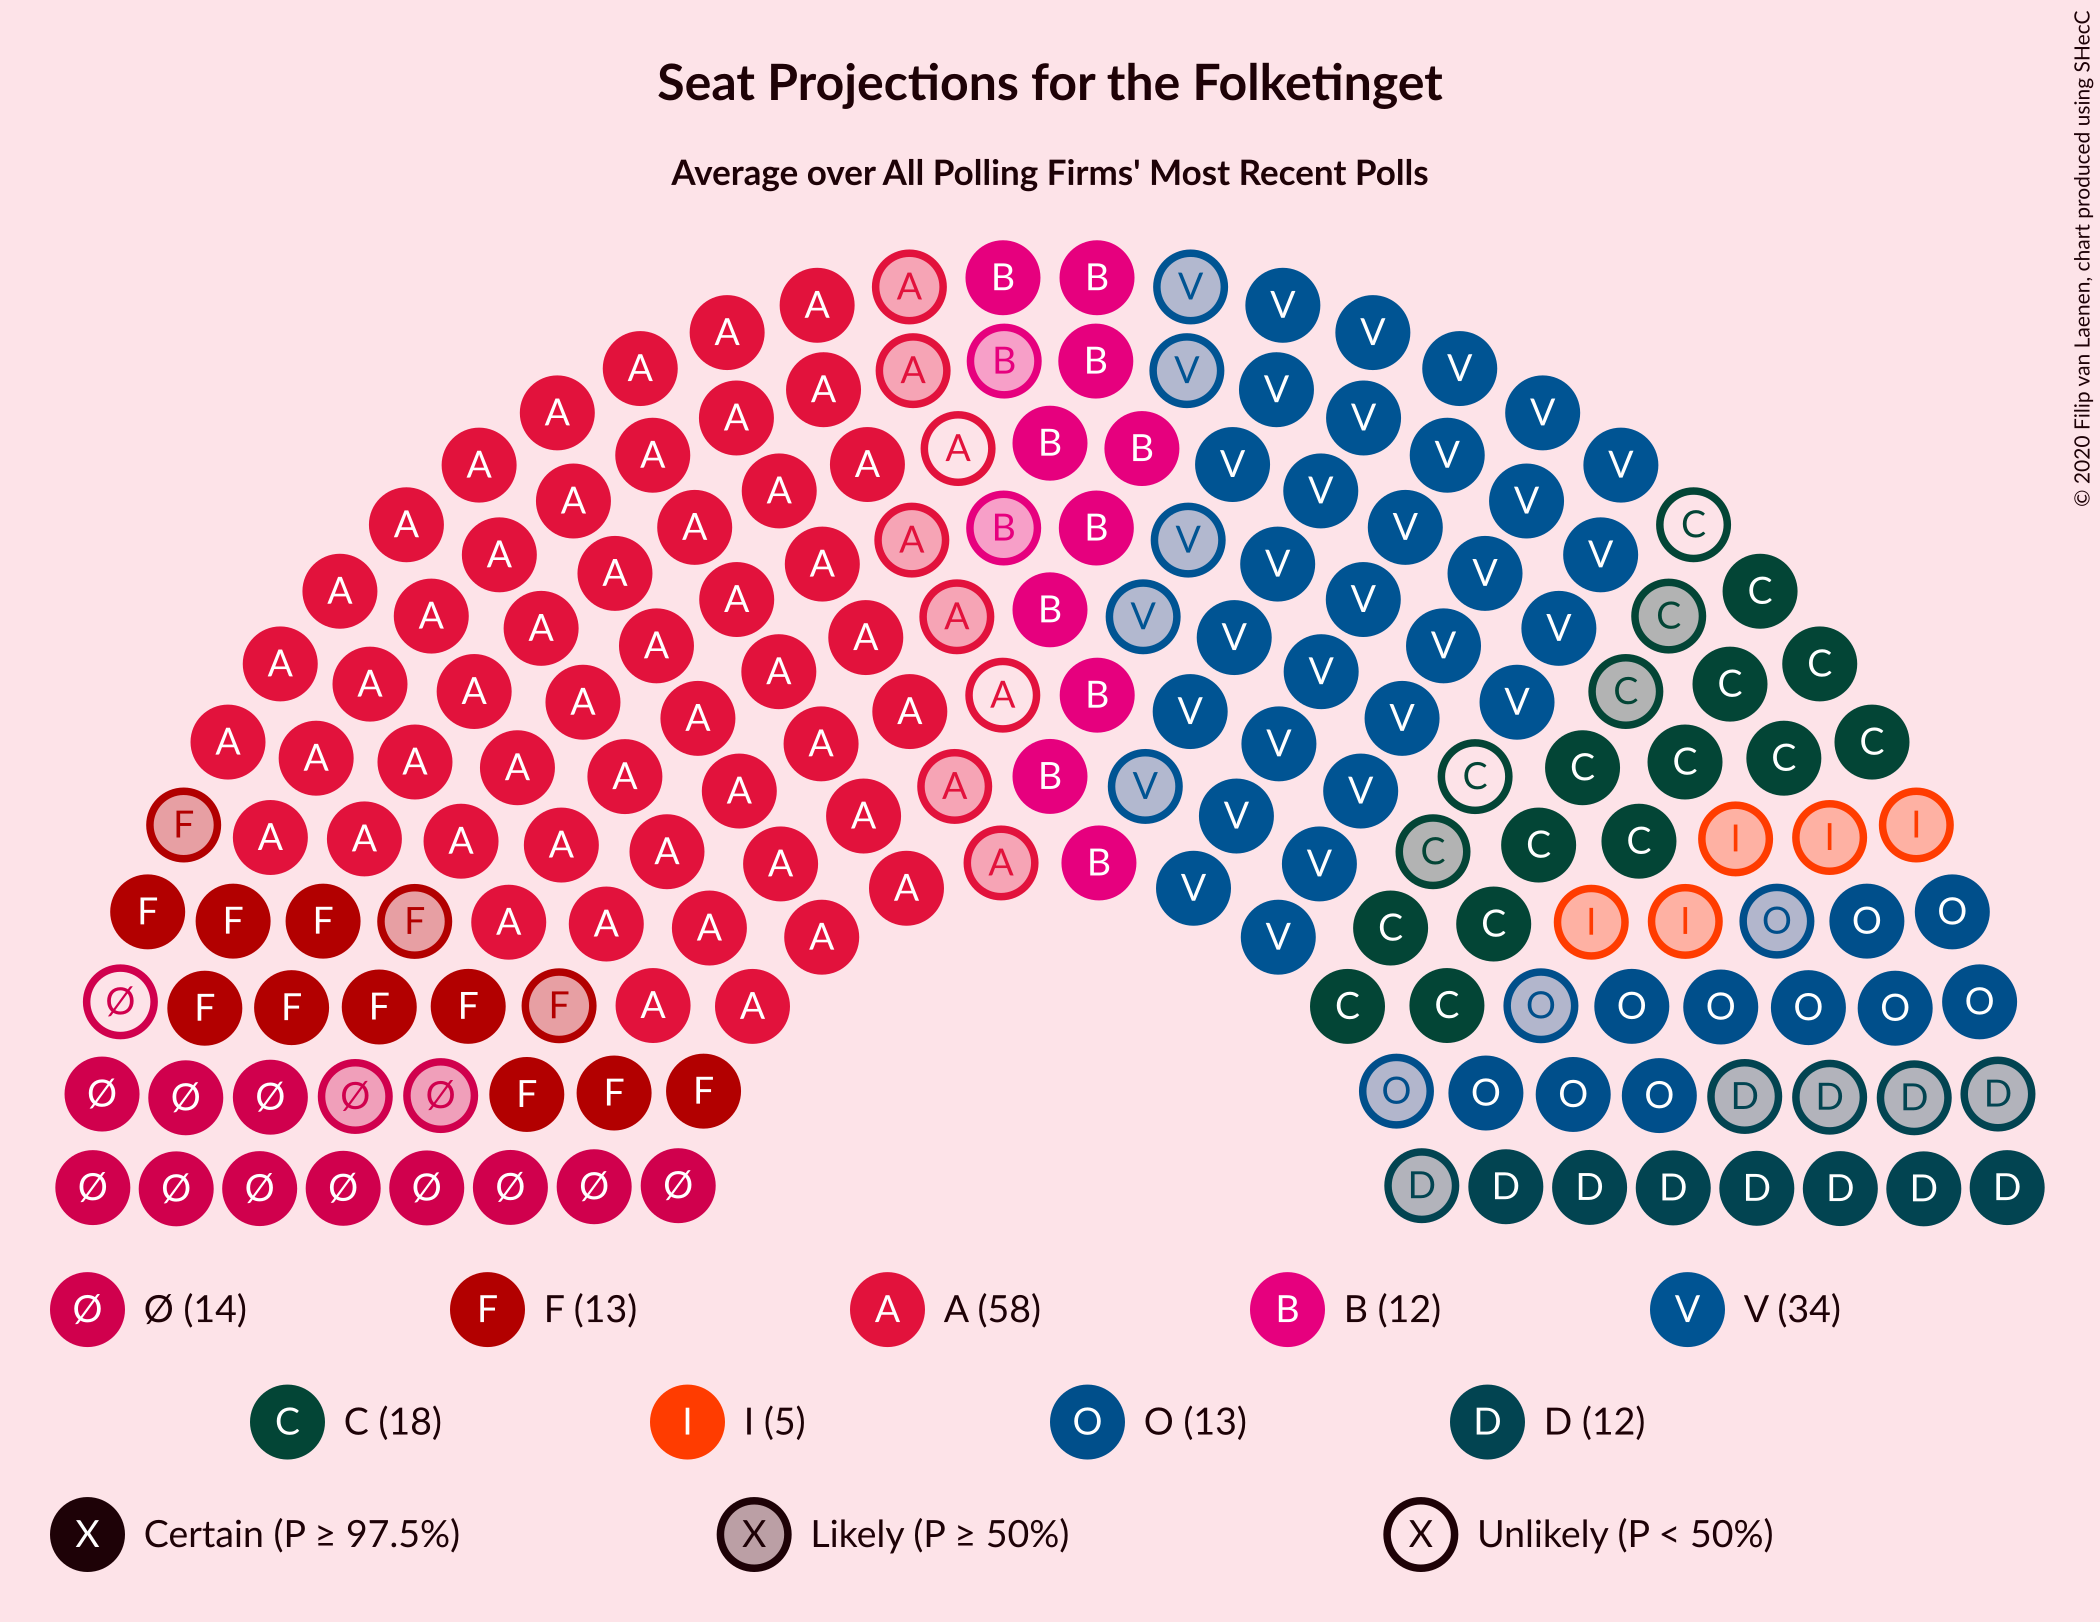 Seat Projections for the Folketinget
Average over All Polling Firms' Most Recent Polls
© 2020 Filip van Laenen, chart produced using SHecC
A A B B V V
A A A B B V V V
A A A V V V
A A A A B B V V V
A A A A B B V V V C
A A A A V V V V
A A A A B V V C C
A A A A V V V C
A A A A A A A B V V V V C C
A A A A A A A A B V V V C C C C C
F A A A A A A A A B V V C C C I I I
F F F F A A A A A V V C C I I O O O
Ø F F F F F A A C C O O O O O O
Ø Ø Ø Ø Ø F F F O O O O D D D D
Ø Ø Ø Ø Ø Ø Ø Ø D D D D D D D D
Ø Ø (14) F F (13) A A (58) B B (12) V V (34)
C C (18) I I (5) O O (13) D D (12)
X Certain (P ≥ 97.5%) X Likely (P ≥ 50%) X Unlikely (P < 50%)